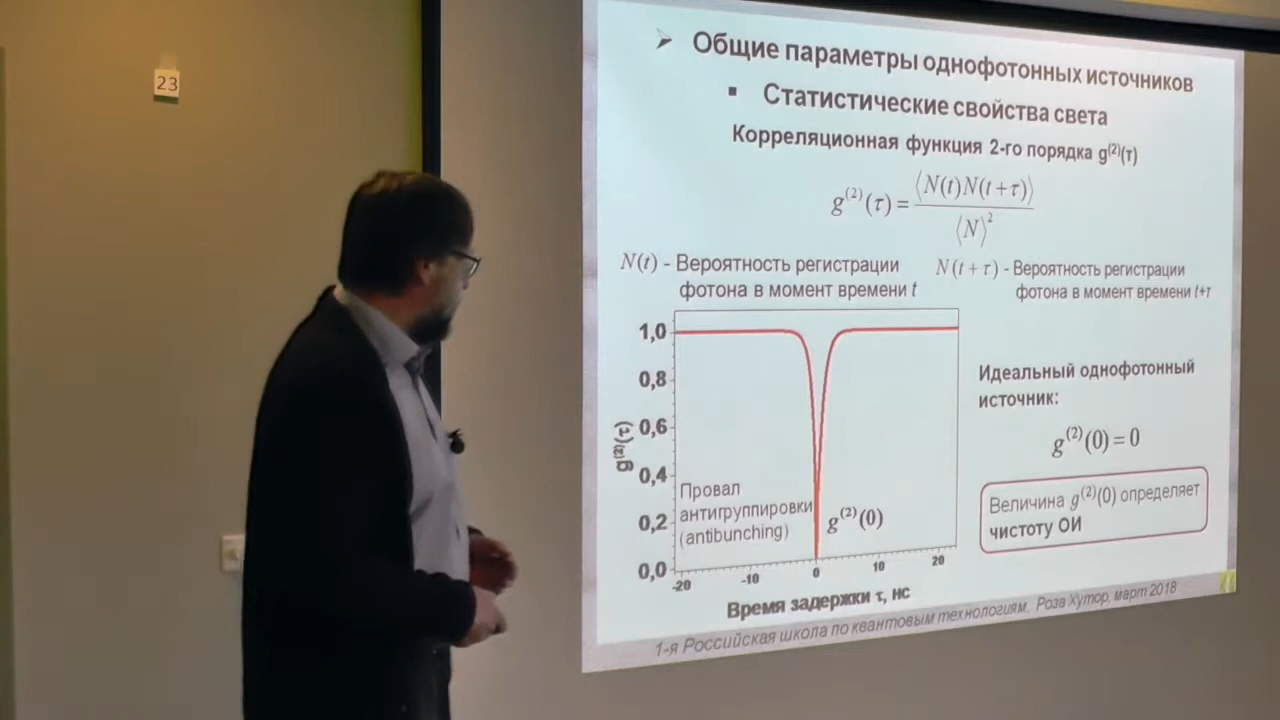 23
➢ Общие параметры однофотонных источников
▪ Статистические свойства света
Корреляционная функция 2-го порядка g⁽²⁾(τ)
g⁽²⁾(τ) = ⟨N(t)N(t+τ)⟩ / ⟨N⟩²
N(t) - Вероятность регистрации
фотона в момент времени t
N(t + τ) - Вероятность регистрации
фотона в момент времени t+τ
1,0
0,8
0,6
0,4
0,2
0,0
g⁽²⁾(τ)
Провал
антигруппировки
(antibunching)
g⁽²⁾(0)
-20 -10 0 10 20
Время задержки τ, нс
Идеальный однофотонный
источник:
g⁽²⁾(0) = 0
Величина g⁽²⁾(0) определяет
чистоту ОИ
1-я Российская школа по квантовым технологиям, Роза Хутор, март 2018